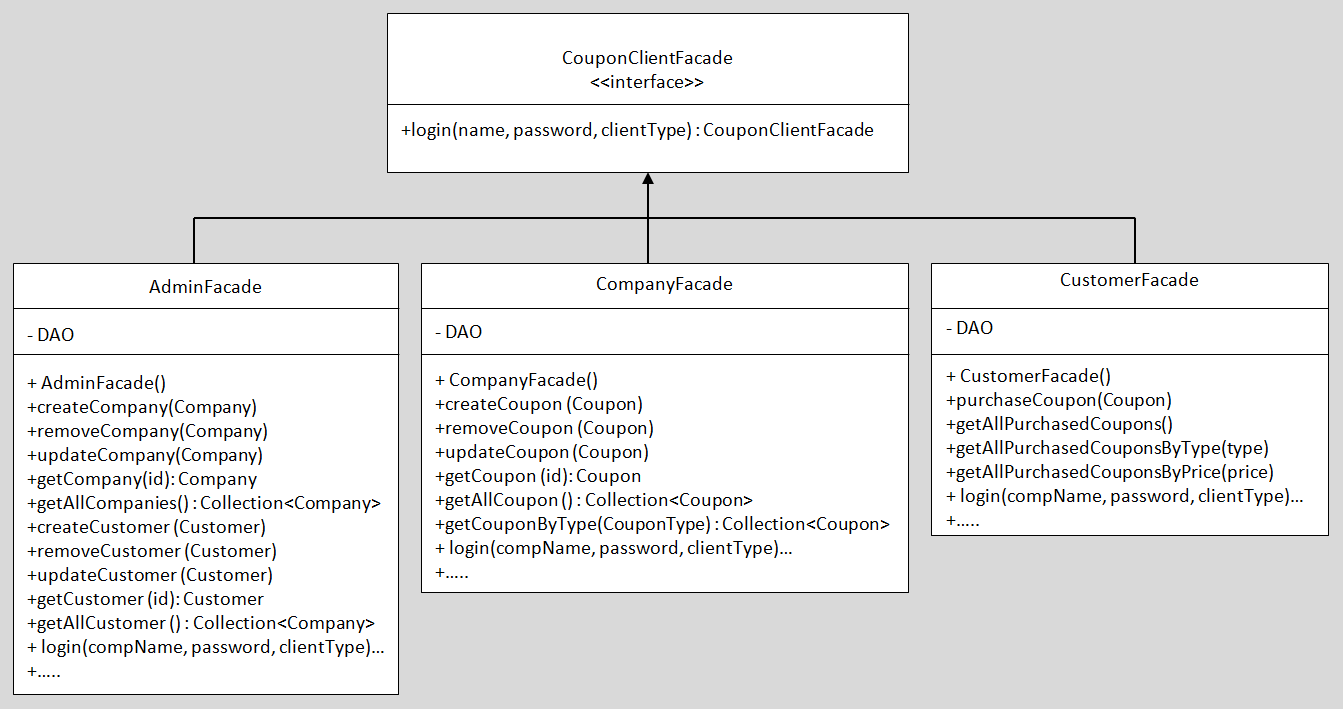 CouponClientFacade
<<interface>>
+login(name, password, clientType) : CouponClientFacade
AdminFacade
- DAO
+ AdminFacade()
+createCompany(Company)
+removeCompany(Company)
+updateCompany(Company)
+getCompany(id): Company
+getAllCompanies() : Collection<Company>
+createCustomer (Customer)
+removeCustomer (Customer)
+updateCustomer (Customer)
+getCustomer (id): Customer
+getAllCustomer () : Collection<Company>
+ login(compName, password, clientType)...
+.....
CompanyFacade
- DAO
+ CompanyFacade()
+createCoupon (Coupon)
+removeCoupon (Coupon)
+updateCoupon (Coupon)
+getCoupon (id): Coupon
+getAllCoupon () : Collection<Coupon>
+getCouponByType(CouponType) : Collection<Coupon>
+ login(compName, password, clientType)...
+.....
CustomerFacade
- DAO
+ CustomerFacade()
+purchaseCoupon(Coupon)
+getAllPurchasedCoupons()
+getAllPurchasedCouponsByType(type)
+getAllPurchasedCouponsByPrice(price)
+ login(compName, password, clientType)...
+.....